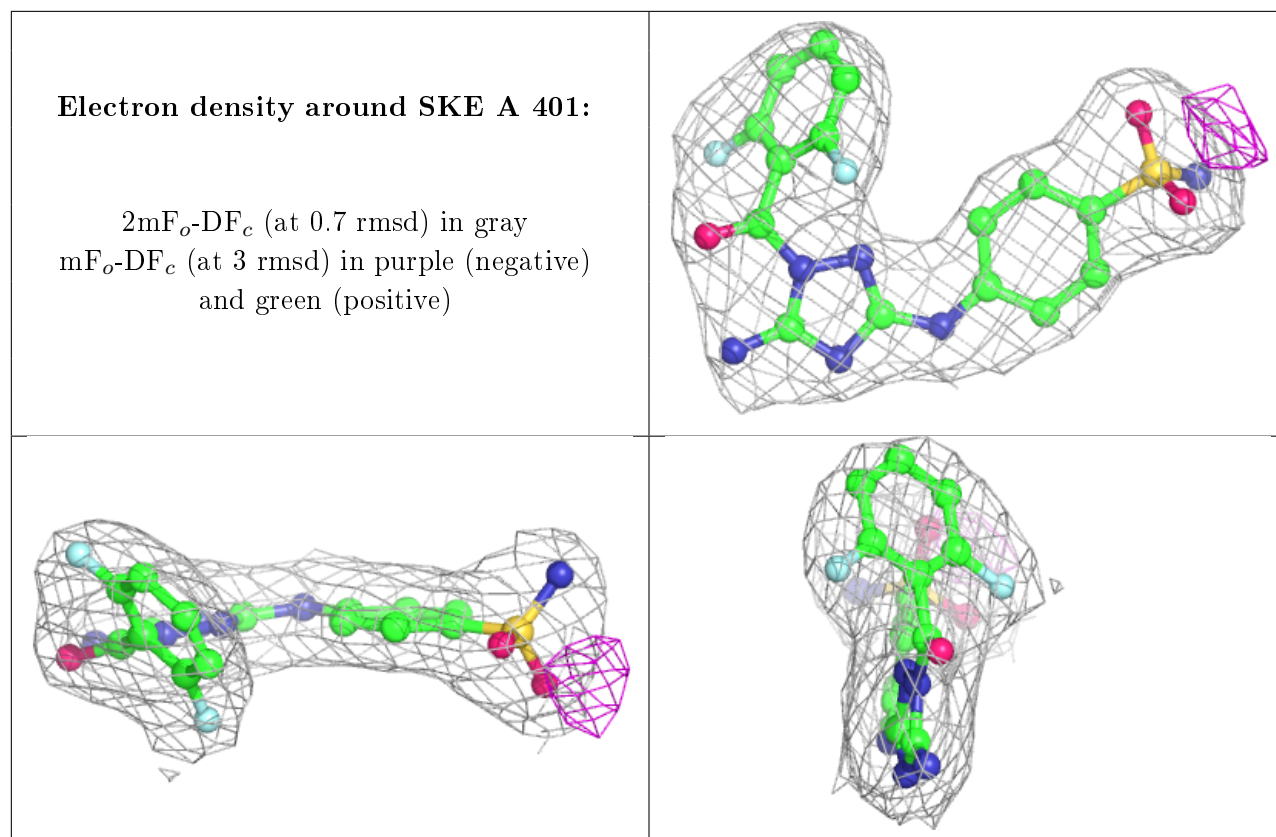 Electron density around SKE A 401:
2mFo-DFc (at 0.7 rmsd) in gray
mFo-DFc (at 3 rmsd) in purple (negative)
and green (positive)